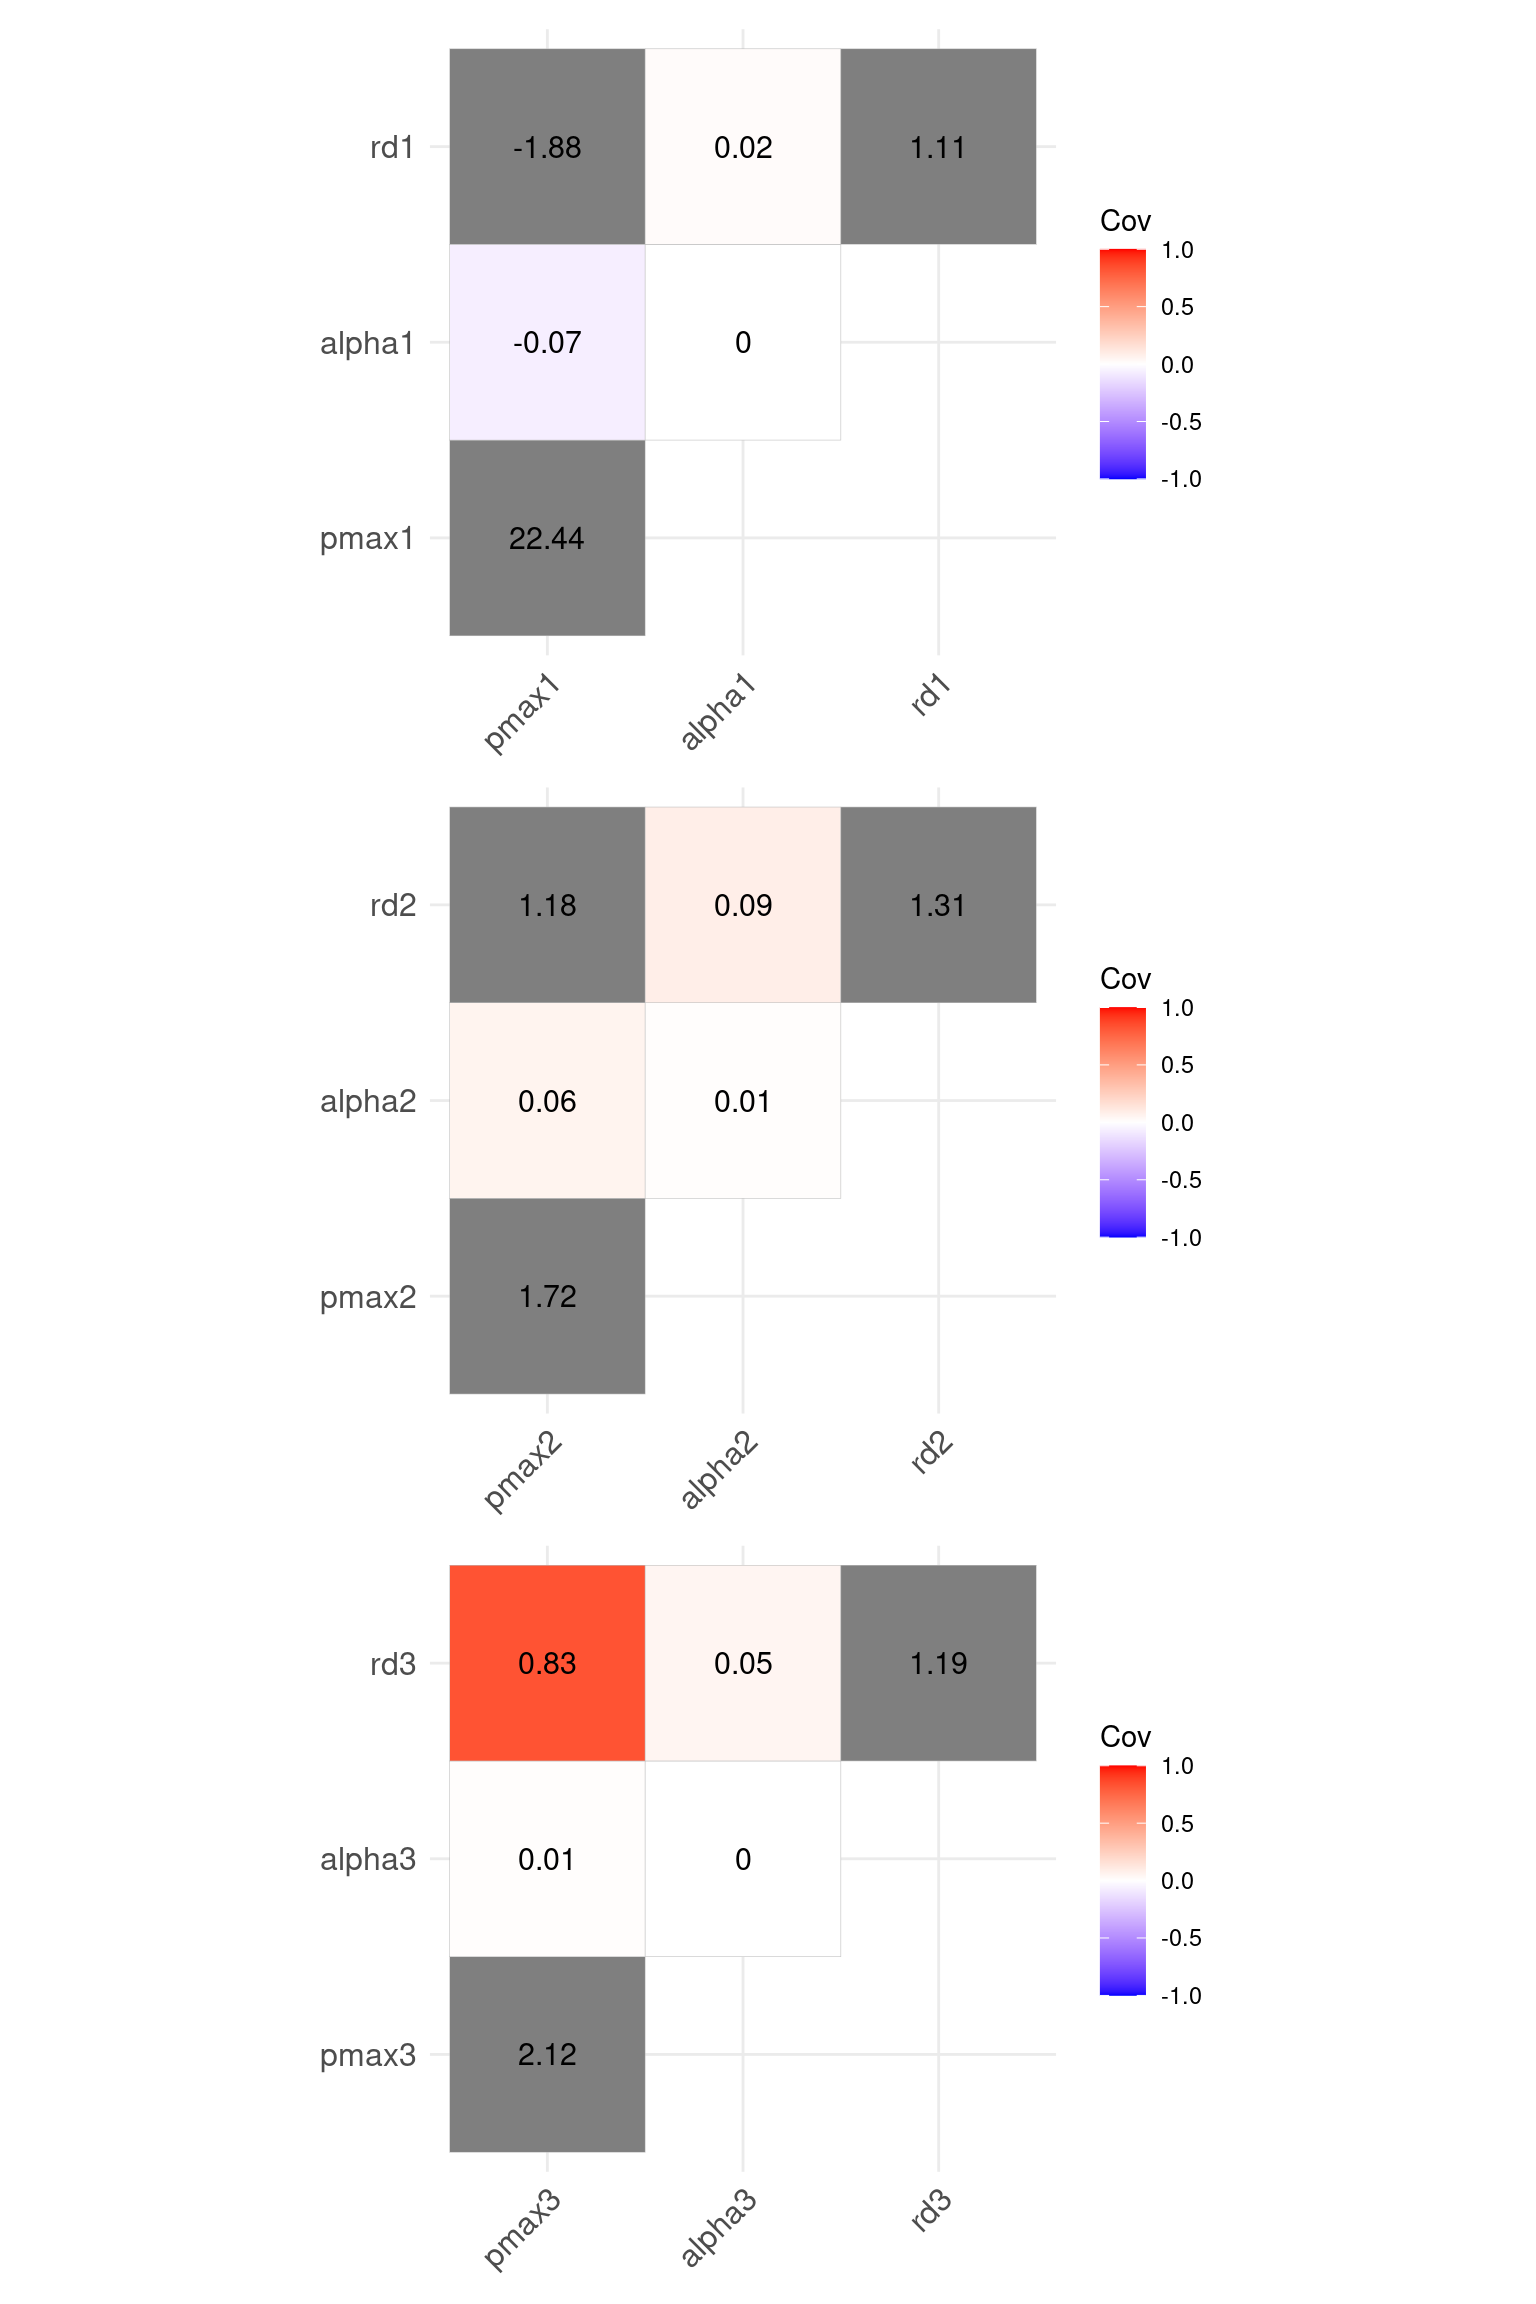 rd1 -1.88 0.02 1.11
alpha1 -0.07 0
pmax1 22.44
pmax1 alpha1 rd1
Cov
1.0
0.5
0.0
-0.5
-1.0
rd2 1.18 0.09 1.31
alpha2 0.06 0.01
pmax2 1.72
pmax2 alpha2 rd2
Cov
1.0
0.5
0.0
-0.5
-1.0
rd3 0.83 0.05 1.19
alpha3 0.01 0
pmax3 2.12
pmax3 alpha3 rd3
Cov
1.0
0.5
0.0
-0.5
-1.0